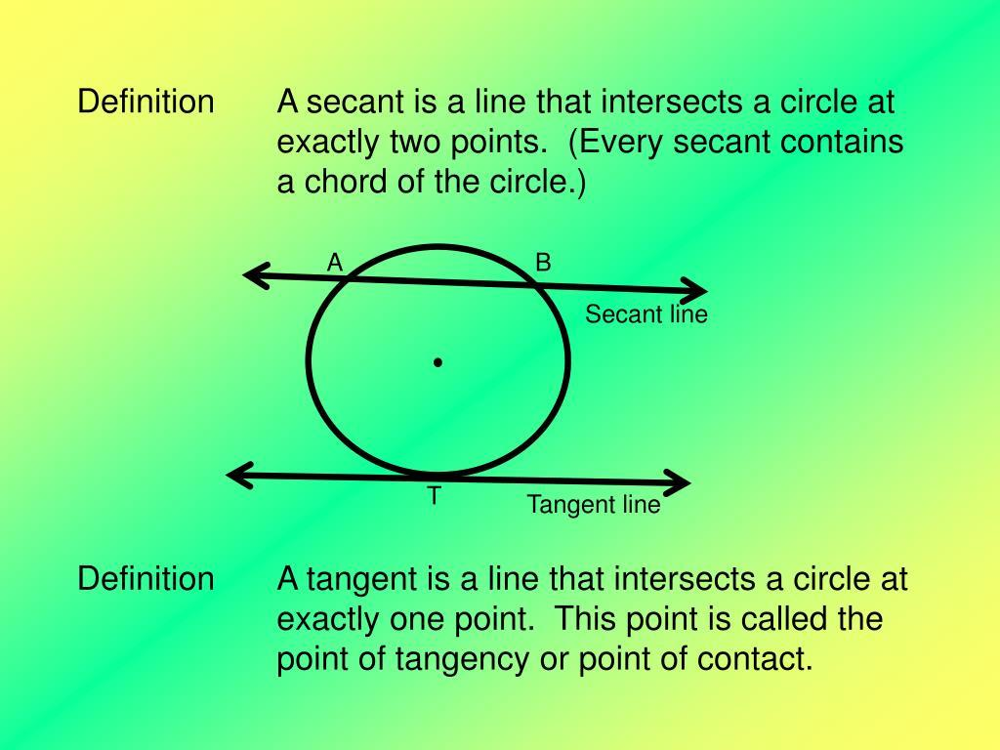 Definition A secant is a line that intersects a circle at
exactly two points. (Every secant contains
a chord of the circle.)
A B
Secant line
T
Tangent line
Definition A tangent is a line that intersects a circle at
exactly one point. This point is called the
point of tangency or point of contact.